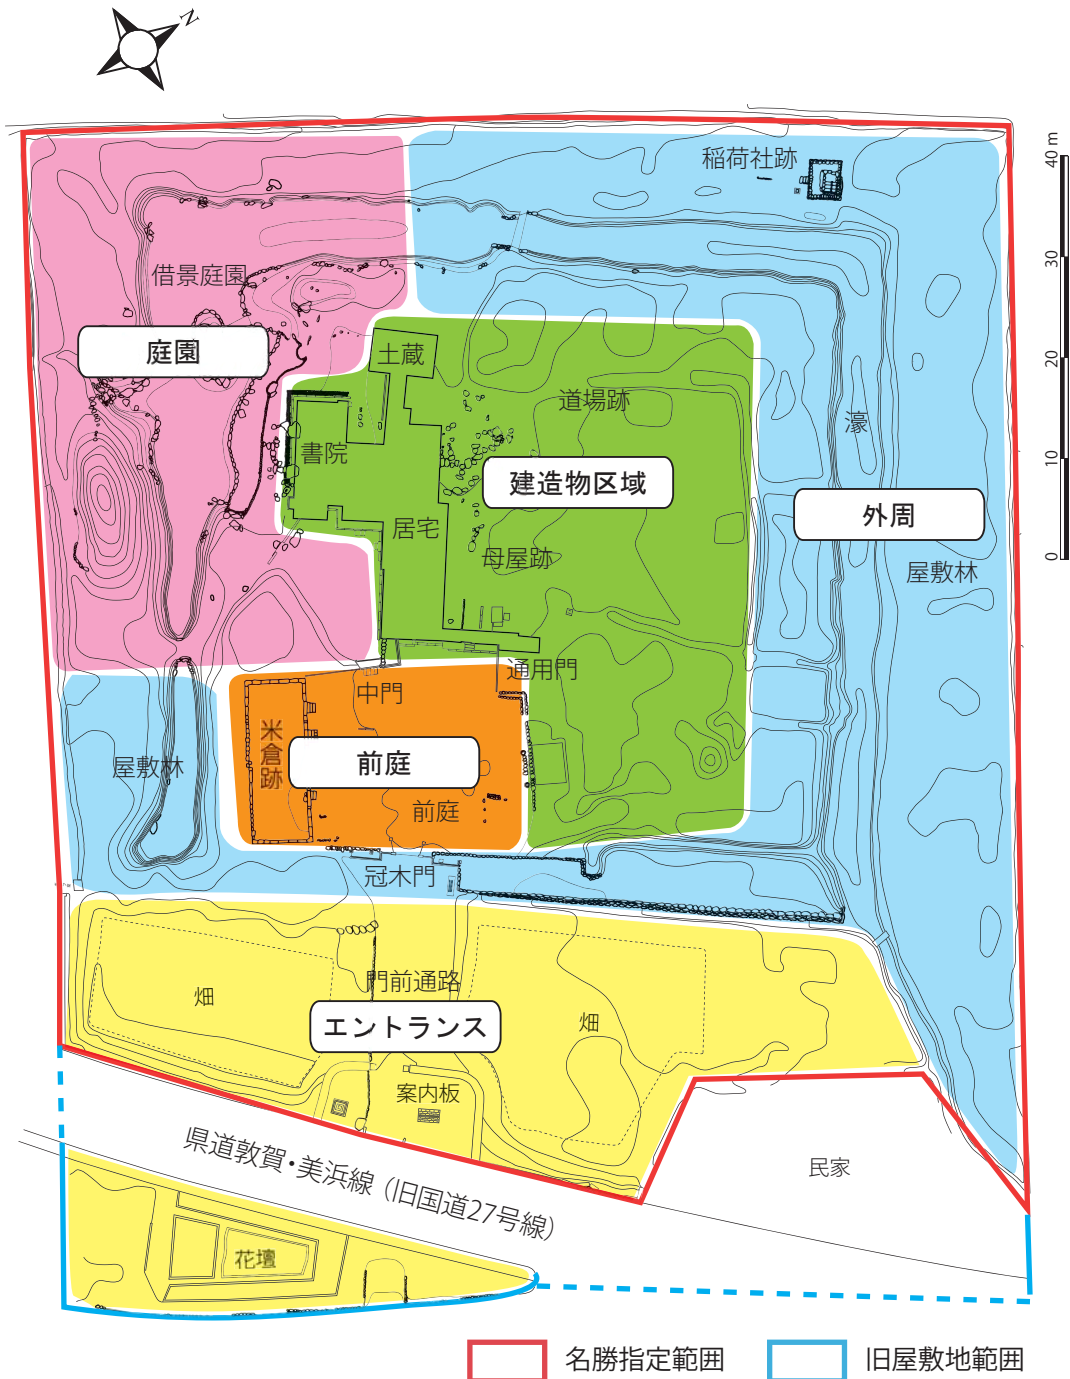 N
40 m
30
20
10
0
稲荷社跡
借景庭園
庭園
土蔵
道場跡
濠
書院
建造物区域
外周
居宅
母屋跡
屋敷林
通用門
中門
米倉跡
前庭
屋敷林
前庭
冠木門
門前通路
畑
畑
エントランス
案内板
県道敦賀・美浜線(旧国道27号線)
民家
花壇
名勝指定範囲
旧屋敷地範囲